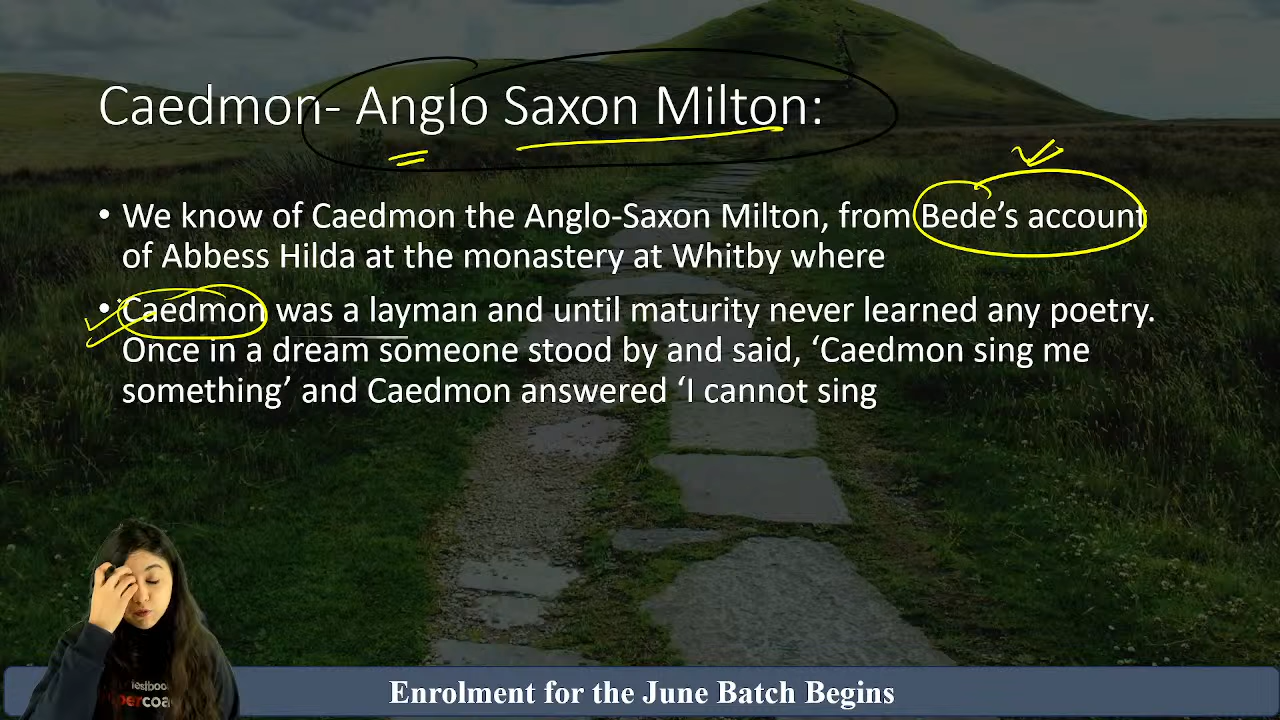 Caedmon- Anglo Saxon Milton:
• We know of Caedmon the Anglo-Saxon Milton, from Bede’s account
of Abbess Hilda at the monastery at Whitby where
• Caedmon was a layman and until maturity never learned any poetry.
Once in a dream someone stood by and said, ‘Caedmon sing me
something’ and Caedmon answered ‘I cannot sing
Enrolment for the June Batch Begins